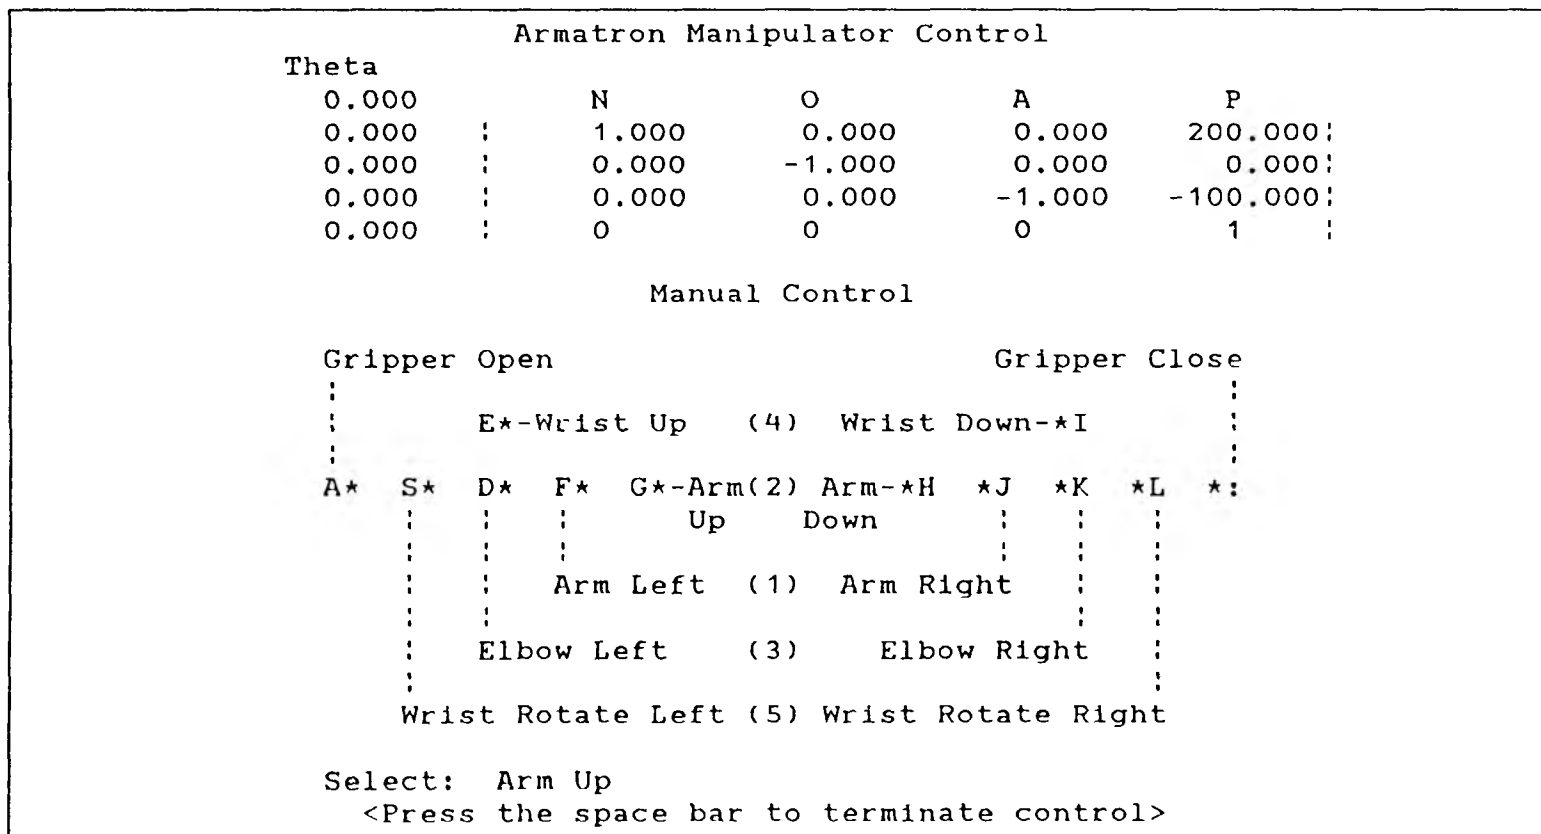 Armatron Manipulator Control
Theta
0.000 N O A P
0.000 ¦ 1.000 0.000 0.000 200.000¦
0.000 ¦ 0.000 -1.000 0.000 0.000¦
0.000 ¦ 0.000 0.000 -1.000 -100.000¦
0.000 ¦ 0 0 0 1 ¦
Manual Control
Gripper Open Gripper Close
E*-Wrist Up (4) Wrist Down-*I
A* S* D* F* G*-Arm(2) Arm-*H *J *K *L *:
Up Down
Arm Left (1) Arm Right
Elbow Left (3) Elbow Right
Wrist Rotate Left (5) Wrist Rotate Right
Select: Arm Up
<Press the space bar to terminate control>